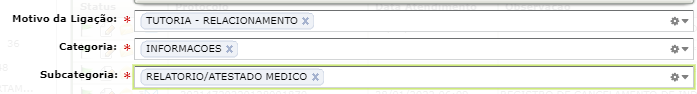 Motivo da Ligação: * TUTORIA - RELACIONAMENTO x
Categoria: * INFORMACOES x
Subcategoria: * RELATORIO/ATESTADO MEDICO x